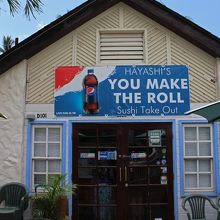 HAYASHI'S
YOU MAKE
THE ROLL
Sushi Take Out